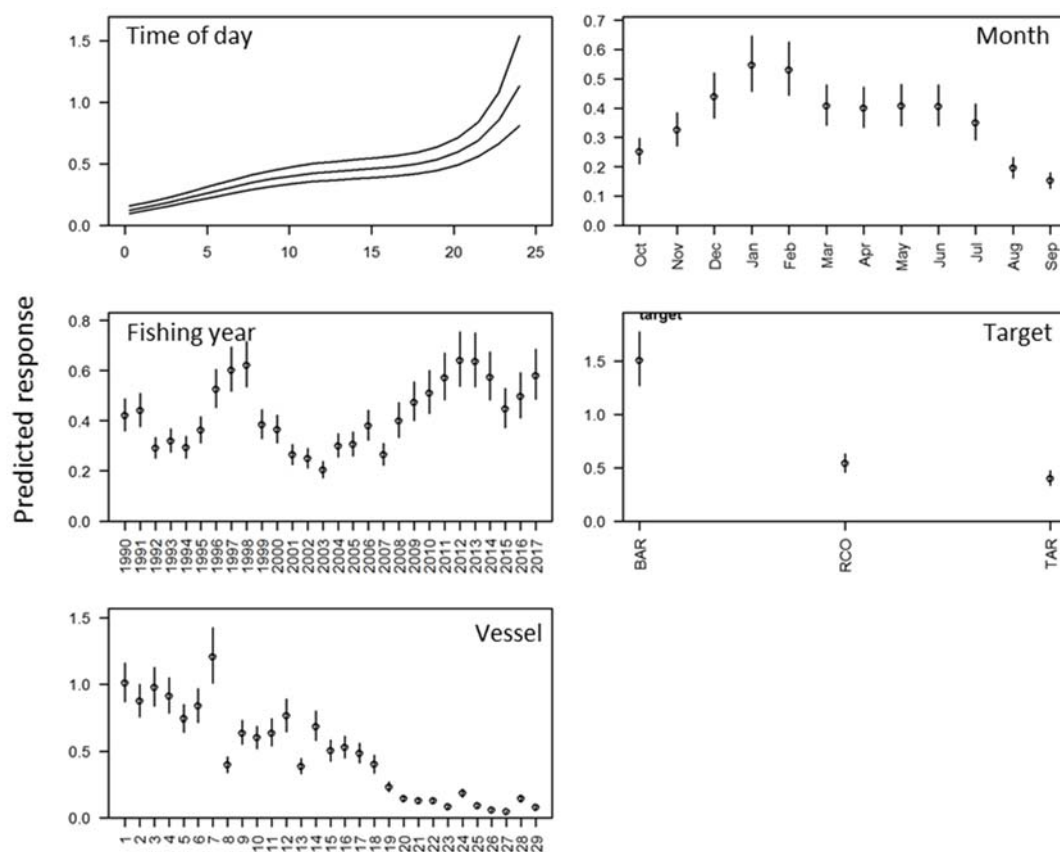 Time of day
1.5
1.0
0.5
0.0
0 5 10 15 20 25
Month
0.7
0.6
0.5
0.4
0.3
0.2
0.1
0.0
Oct Nov Dec Jan Feb Mar Apr May Jun Jul Aug Sep
Predicted response
Fishing year
0.8
0.6
0.4
0.2
0.0
1990 1991 1992 1993 1994 1995 1996 1997 1998 1999 2000 2001 2002 2003 2004 2005 2006 2007 2008 2009 2010 2011 2012 2013 2014 2015 2016 2017
target
Target
1.5
1.0
0.5
0.0
BAR RCO TAR
Vessel
1.5
1.0
0.5
0.0
1 2 3 4 5 6 7 8 9 10 11 12 13 14 15 16 17 18 19 20 21 22 23 24 25 26 27 28 29